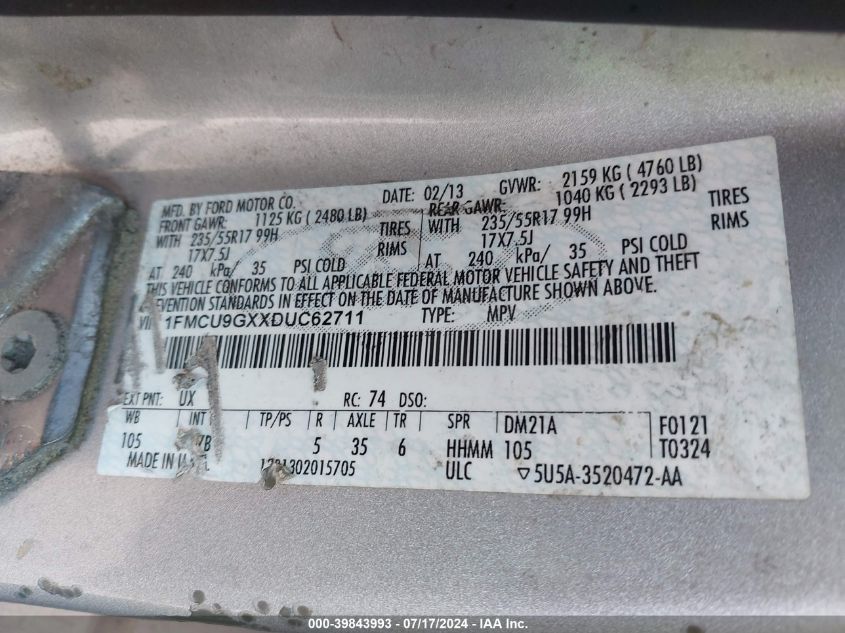 MFD. BY FORD MOTOR CO. DATE: 02/13 GVWR: 2159 KG ( 4760 LB)
FRONT GAWR: 1125 KG ( 2480 LB) REAR GAWR: 1040 KG ( 2293 LB)
WITH 235/55R17 99H TIRES WITH 235/55R17 99H TIRES
17X7.5J RIMS 17X7.5J RIMS
AT 240 kPa/ 35 PSI COLD AT 240 kPa/ 35 PSI COLD
THIS VEHICLE CONFORMS TO ALL APPLICABLE FEDERAL MOTOR VEHICLE SAFETY AND THEFT
EVENTION STANDARDS IN EFFECT ON THE DATE OF MANUFACTURE SHOWN ABOVE.
1FMCU9GXXDUC62711 TYPE: MPV
EXT PNT: UX RC: 74 DSO:
WB INT TP/PS R AXLE TR SPR DM21A F0121
105 7B 5 35 6 HHMM 105 T0324
MADE IN ULC ▽5U5A-3520472-AA
000-39843993 / 07/17/2024 - IAA Inc.